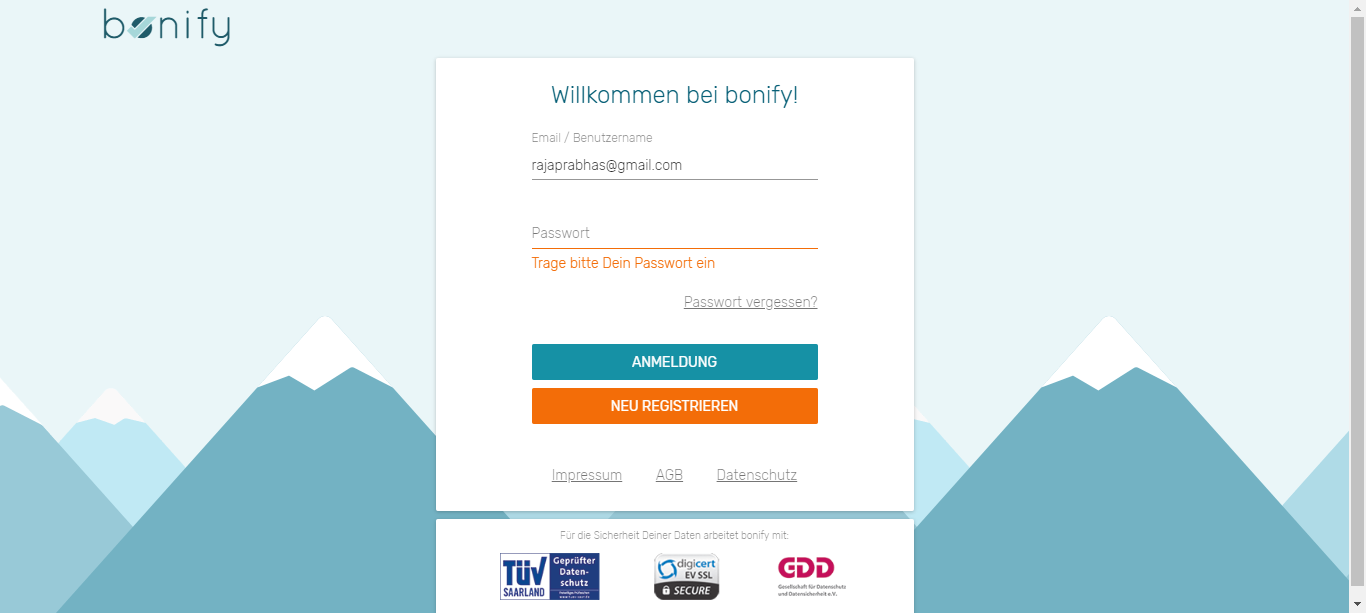 bonify
Willkommen bei bonify!
Email / Benutzername
rajaprabhas@gmail.com
Passwort
Trage bitte Dein Passwort ein
Passwort vergessen?
ANMELDUNG
NEU REGISTRIEREN
Impressum AGB Datenschutz
Für die Sicherheit Deiner Daten arbeitet bonify mit:
TÜV
SAARLAND
Geprüfter
Daten-
schutz
digicert
EV SSL
SECURE
GDD
Gesellschaft für Datenschutz
und Datensicherheit e.V.